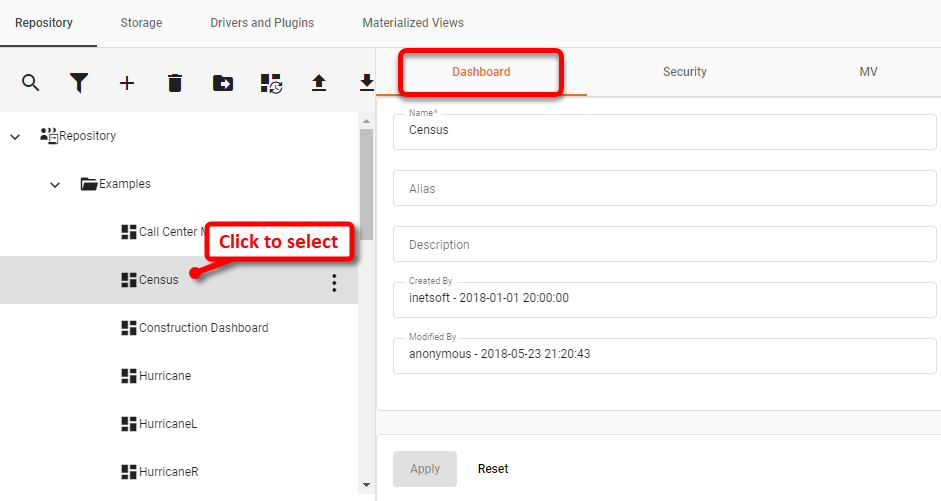 Repository Storage Drivers and Plugins Materialized Views
Dashboard Security MV
Repository
Examples
Call Center
Click to select
Census
Construction Dashboard
Hurricane
HurricaneL
HurricaneR
Name*
Census
Alias
Description
Created By
inetsoft - 2018-01-01 20:00:00
Modified By
anonymous - 2018-05-23 21:20:43
Apply Reset